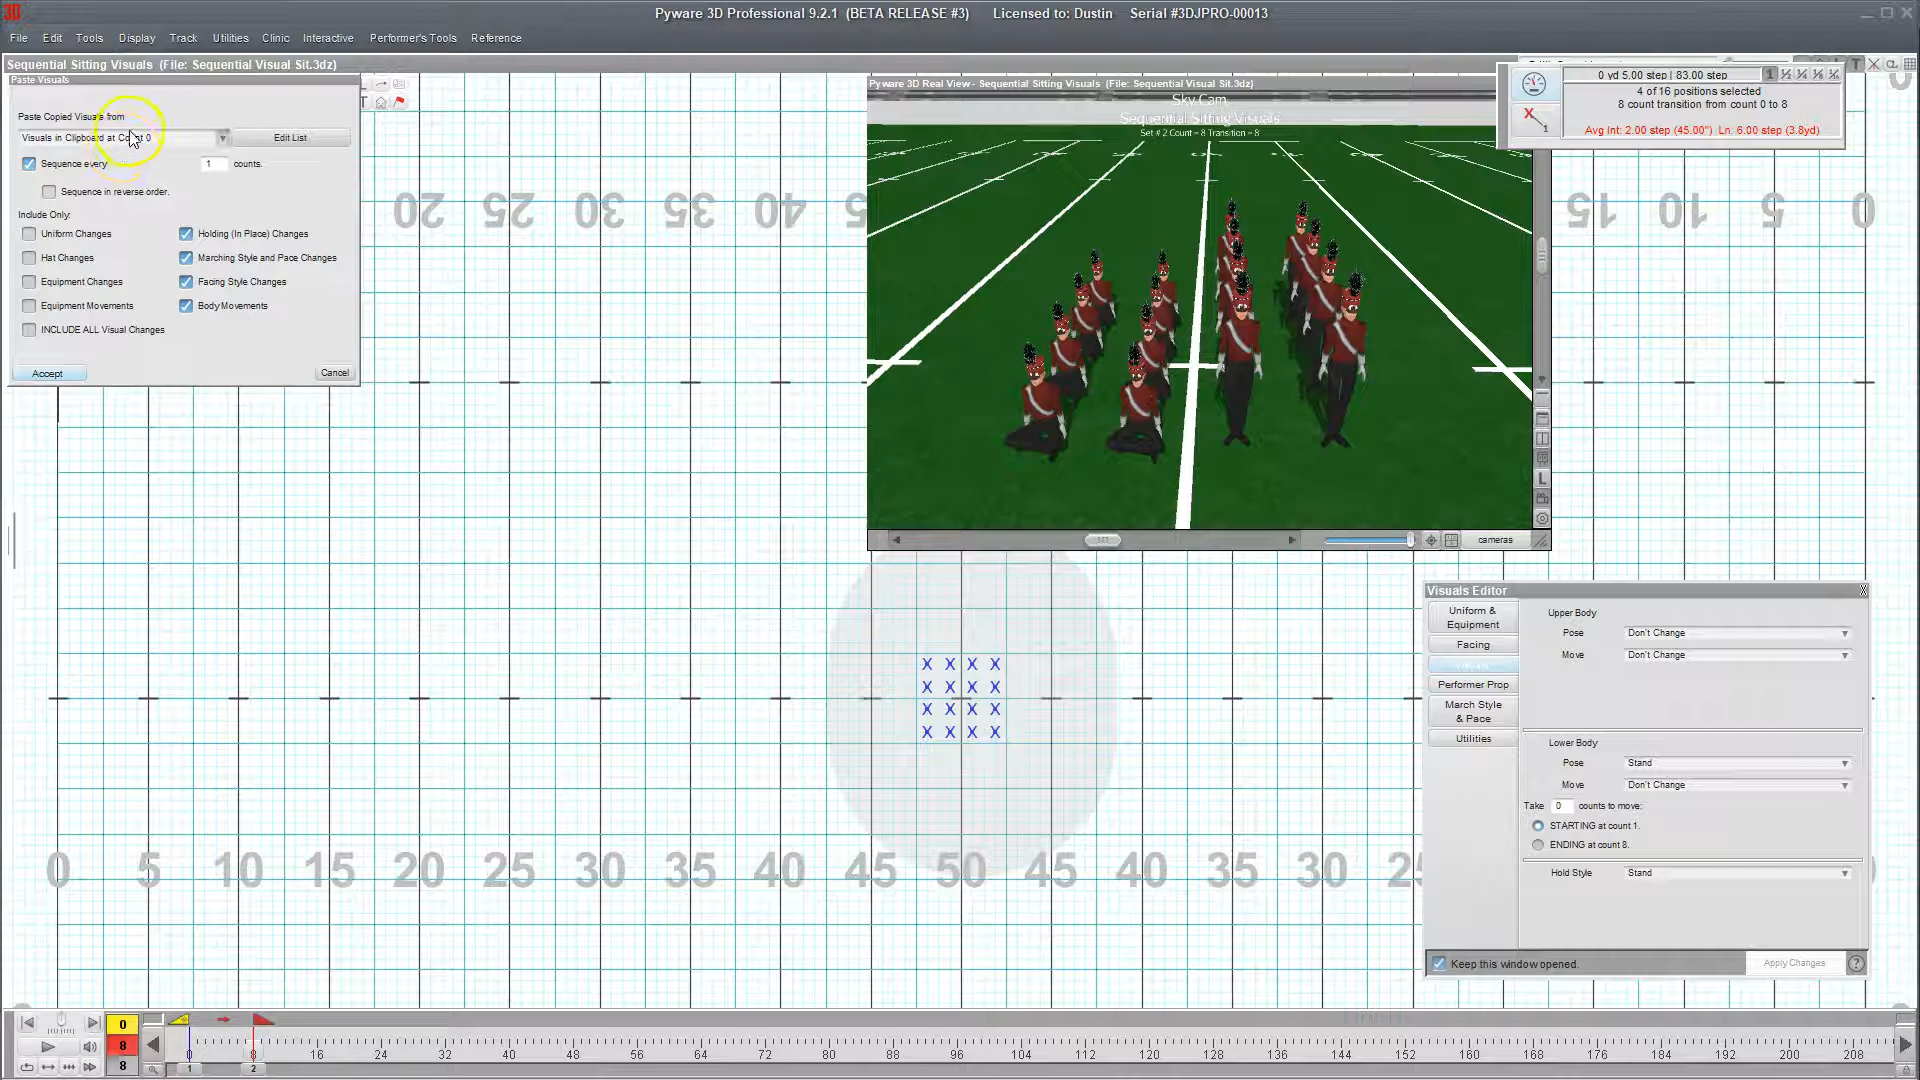 3D
Pyware 3D Professional 9.2.1 (BETA RELEASE #3) Licensed to: Dustin Serial #3DJPRO-00013
File Edit Tools Display Track Utilities Clinic Interactive Performer's Tools Reference
Sequential Sitting Visuals (File: Sequential Visual Sit.3dz)
Paste Visuals
Paste Copied Visuals from
Visuals in Clipboard at Count 0
Edit List
Sequence every 1 counts.
Sequence in reverse order.
Include Only:
Uniform Changes
Holding (In Place) Changes
Hat Changes
Marching Style and Pace Changes
Equipment Changes
Facing Style Changes
Equipment Movements
Body Movements
INCLUDE ALL Visual Changes
Accept
Cancel
Pyware 3D Real View - Sequential Sitting Visuals (File: Sequential Visual Sit.3dz)
Sky Cam
Sequential Sitting Visuals
Set # 2 Count = 8 Transition = 8
cameras
0 yd 5.00 step | 83.00 step
4 of 16 positions selected
8 count transition from count 0 to 8
Avg Int: 2.00 step (45.00") Ln: 6.00 step (3.8yd)
20 25 30 35 40 15 10 5 0
X X X X
X X X X
X X X X
X X X X
0 5 10 15 20 25 30 35 40 45 50 45 40 35 30
Visuals Editor
Uniform & Equipment
Facing
Performer Prop
March Style & Pace
Utilities
Upper Body
Pose Don't Change
Move Don't Change
Lower Body
Pose Stand
Move Don't Change
Take 0 counts to move:
STARTING at count 1.
ENDING at count 8.
Hold Style Stand
Keep this window opened.
Apply Changes
?
0
8
8
0 8 16 24 32 40 48 56 64 72 80 88 96 104 112 120 128 136 144 152 160 168 176 184 192 200 208
1 2